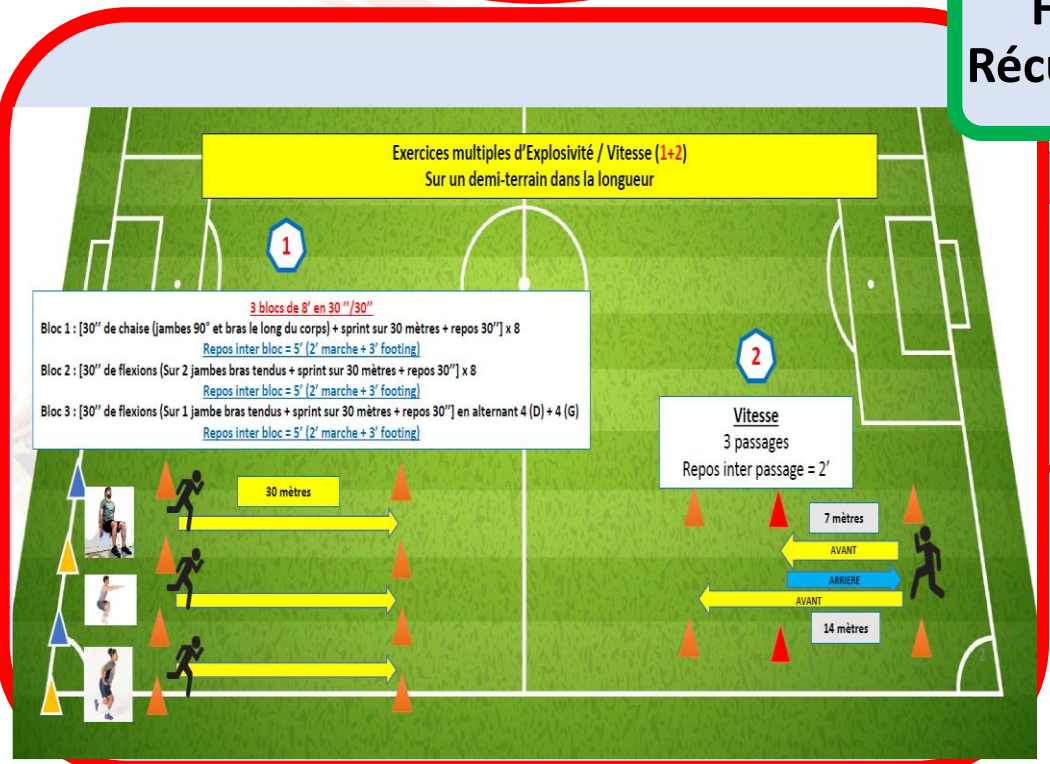 Exercices multiples d'Explosivité / Vitesse (1+2)
Sur un demi-terrain dans la longueur
1
3 blocs de 8' en 30 ''/30''
Bloc 1 : [30'' de chaise (jambes 90° et bras le long du corps) + sprint sur 30 mètres + repos 30''] x 8
Repos inter bloc = 5' (2' marche + 3' footing)
Bloc 2 : [30'' de flexions (Sur 2 jambes bras tendus + sprint sur 30 mètres + repos 30''] x 8
Repos inter bloc = 5' (2' marche + 3' footing)
Bloc 3 : [30'' de flexions (Sur 1 jambe bras tendus + sprint sur 30 mètres + repos 30''] en alternant 4 (D) + 4 (G)
Repos inter bloc = 5' (2' marche + 3' footing)
30 mètres
2
Vitesse
3 passages
Repos inter passage = 2'
7 mètres
AVANT
ARRIERE
AVANT
14 mètres
2